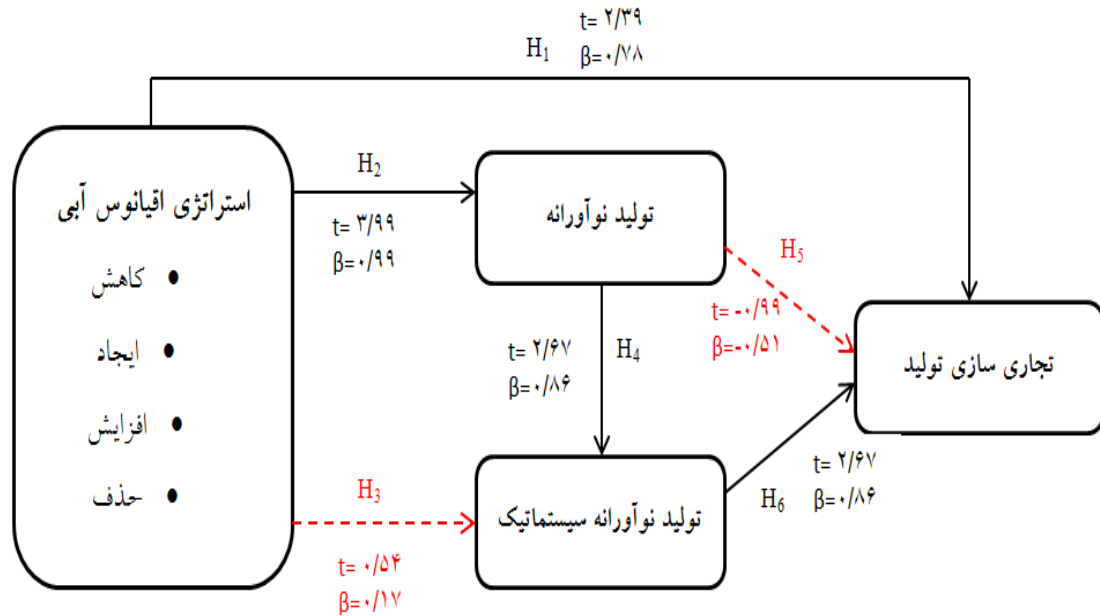 t= ۲/۳۹
H₁ β=۰/۷۸
استراتژی اقیانوس آبی
• کاهش
• ایجاد
• افزایش
• حذف
H₂
t= ۳/۹۹
β=۰/۹۹
تولید نوآورانه
H₅
t= -۰/۹۹
β=-۰/۵۱
t= ۲/۶۷
H₄
β=۰/۸۶
تجاری سازی تولید
H₃
t= ۰/۵۴
β=۰/۱۷
تولید نوآورانه سیستماتیک
t= ۲/۶۷
H₆ β=۰/۸۶